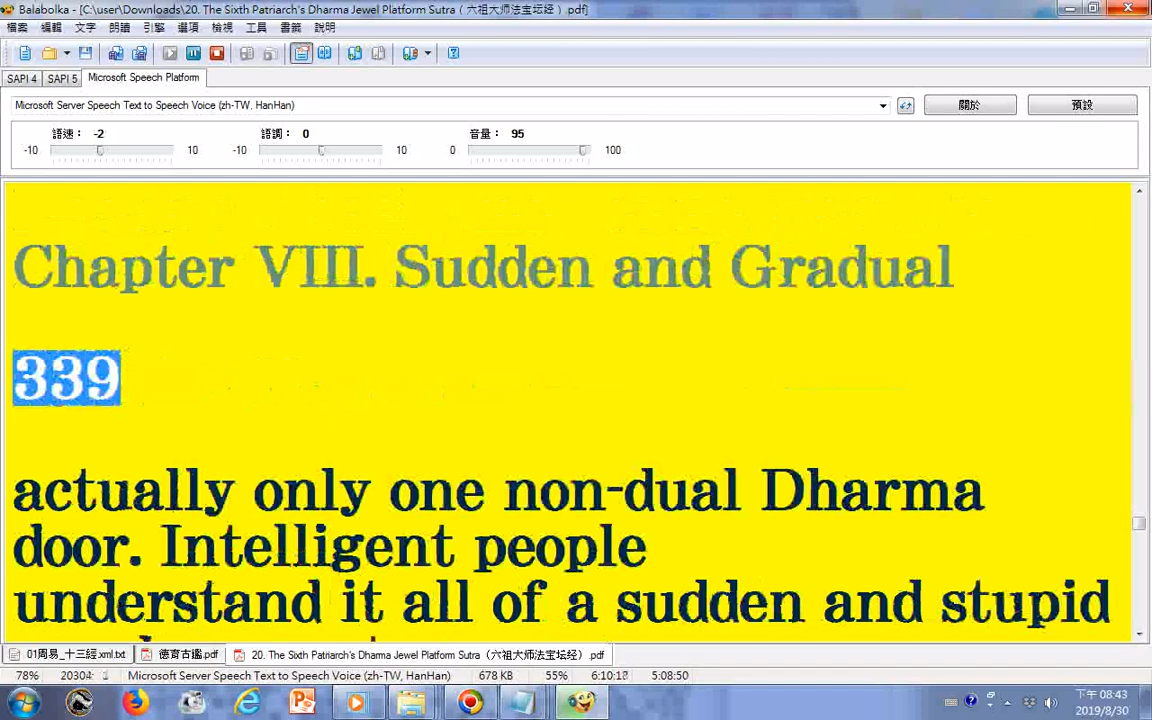 Balabolka - [C:\user\Downloads\20. The Sixth Patriarch's Dharma Jewel Platform Sutra（六祖大师法宝坛经）.pdf]
檔案 編輯 文字 朗讀 引擎 選項 檢視 工具 書籤 說明
SAPI 4 SAPI 5 Microsoft Speech Platform
Microsoft Server Speech Text to Speech Voice (zh-TW, HanHan) 關於 預設
語速： -2 語調： 0 音量： 95
-10 10 -10 10 0 100
Chapter VIII. Sudden and Gradual
339
actually only one non-dual Dharma
door. Intelligent people
understand it all of a sudden and stupid
01周易_十三經.xml.txt 德育古鑑.pdf 20. The Sixth Patriarch's Dharma Jewel Platform Sutra（六祖大师法宝坛经）.pdf
78% Microsoft Server Speech Text to Speech Voice (zh-TW, HanHan) 678 KB 55% 6:10:18 5:08:50
下午 08:43
2019/8/30